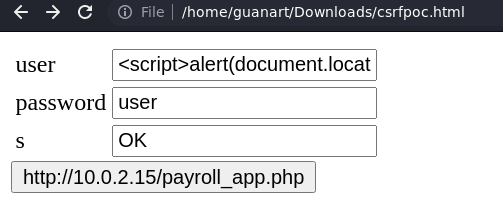 File /home/guanart/Downloads/csrfpoc.html
user <script>alert(document.locat
password user
s OK
http://10.0.2.15/payroll_app.php